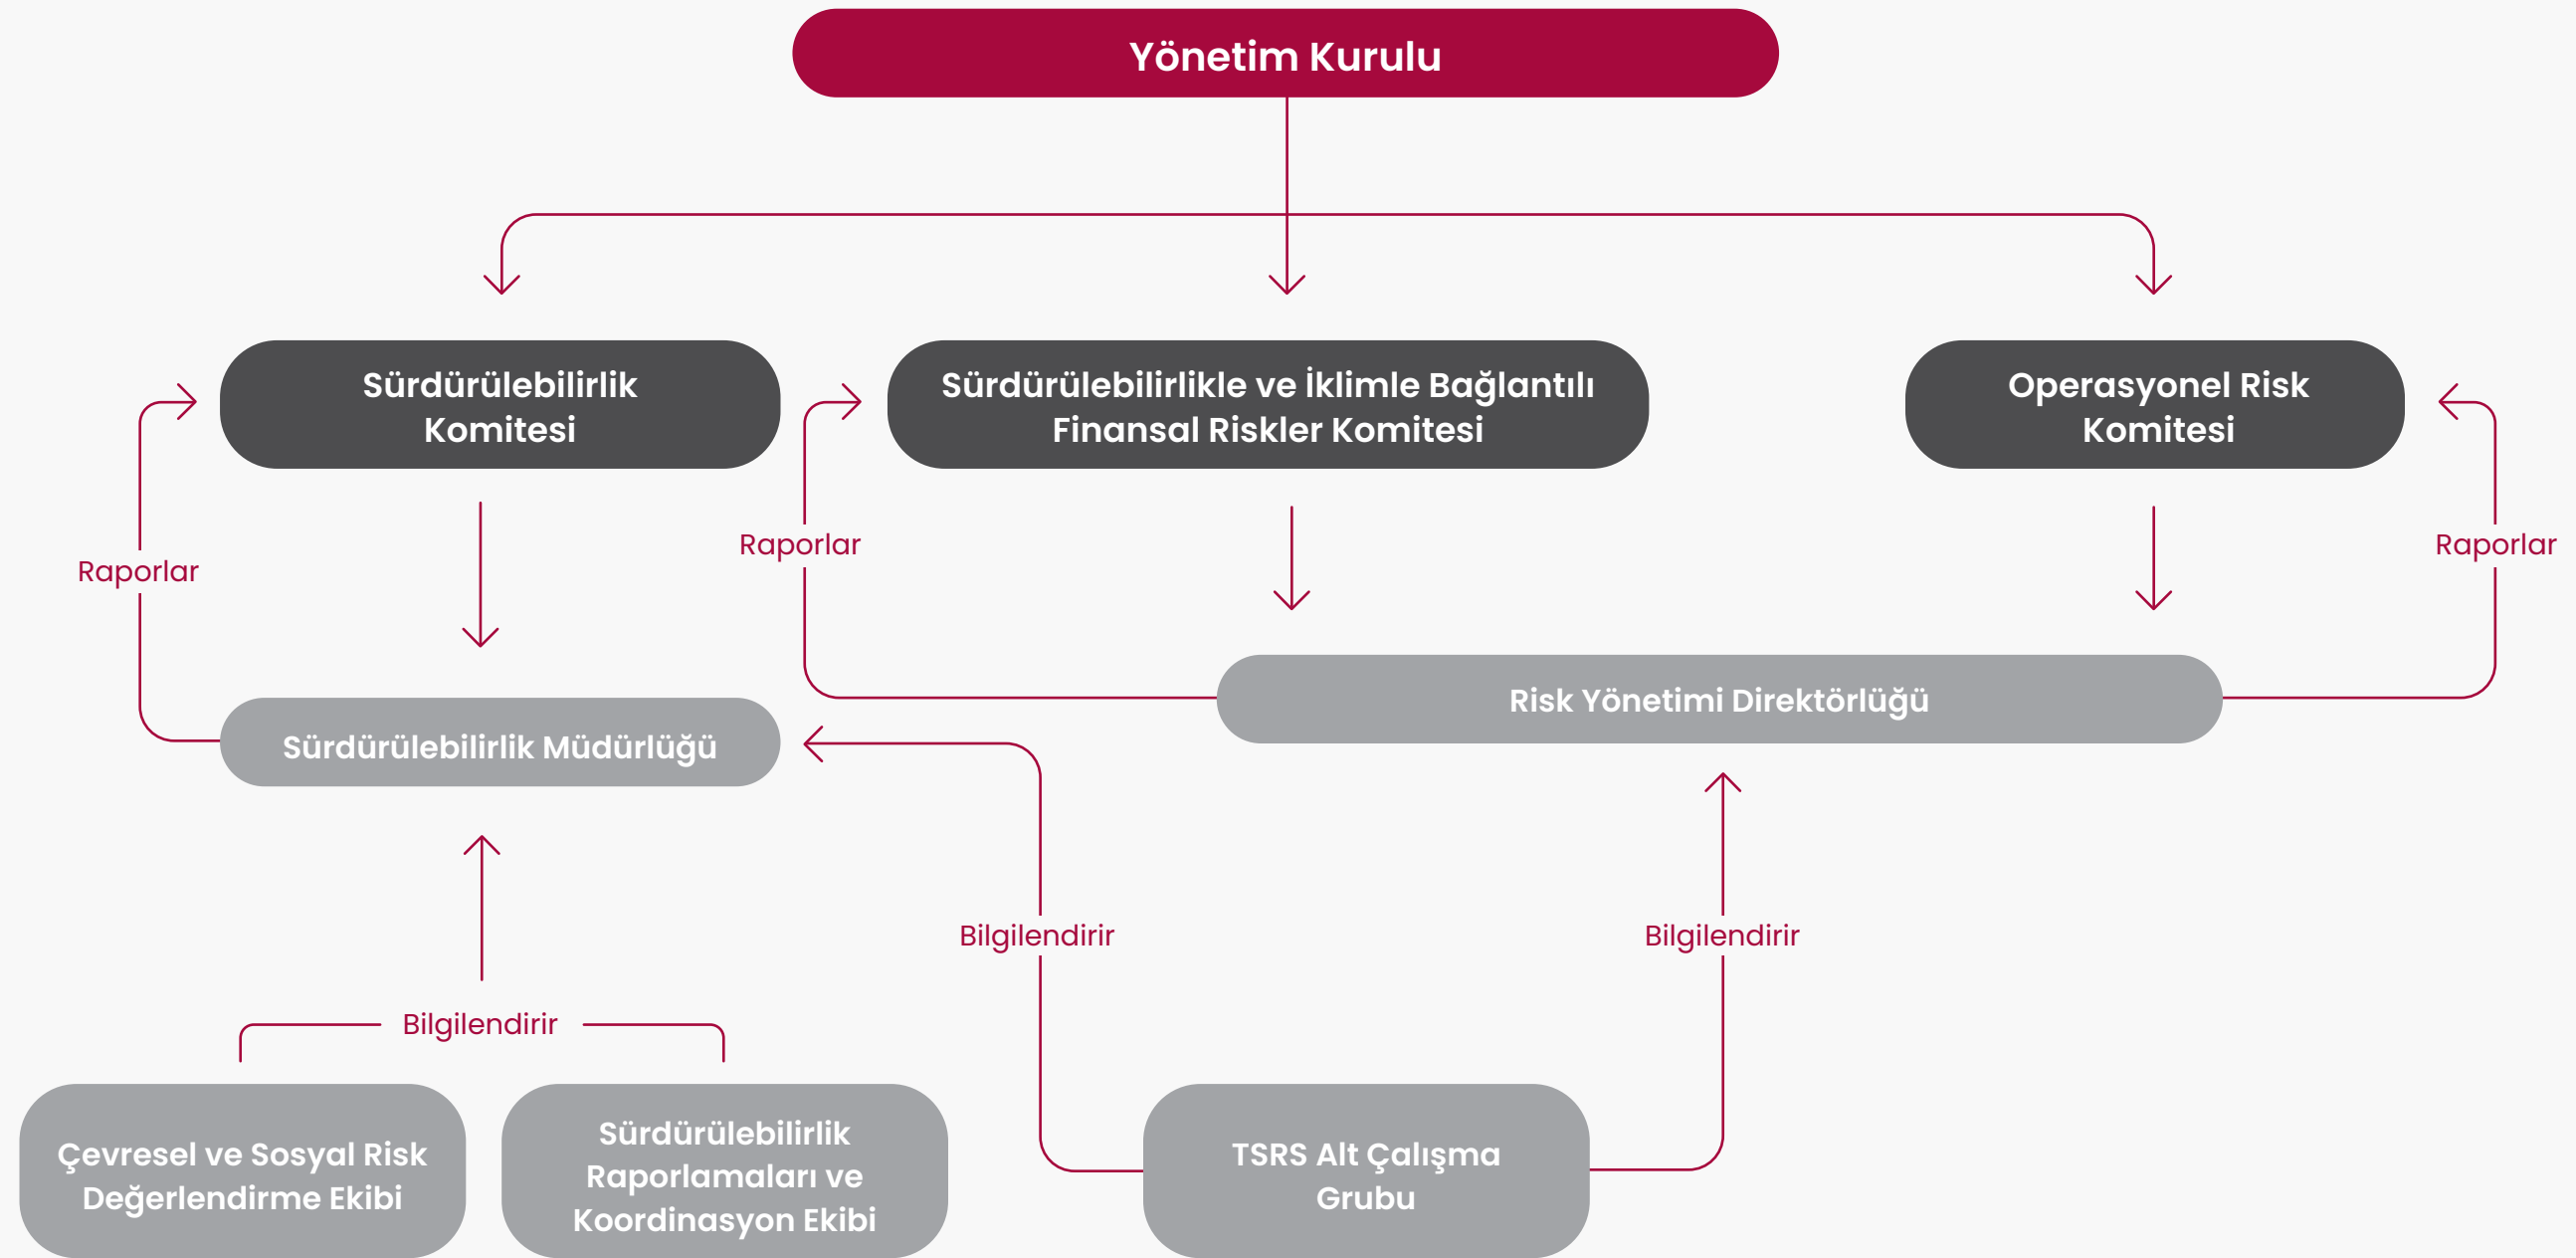 Yönetim Kurulu
Sürdürülebilirlik
Komitesi
Sürdürülebilirlikle ve İklimle Bağlantılı
Finansal Riskler Komitesi
Operasyonel Risk
Komitesi
Raporlar
Raporlar
Raporlar
Sürdürülebilirlik Müdürlüğü
Risk Yönetimi Direktörlüğü
Bilgilendirir
Bilgilendirir
Bilgilendirir
Çevresel ve Sosyal Risk
Değerlendirme Ekibi
Sürdürülebilirlik
Raporlamaları ve
Koordinasyon Ekibi
TSRS Alt Çalışma
Grubu